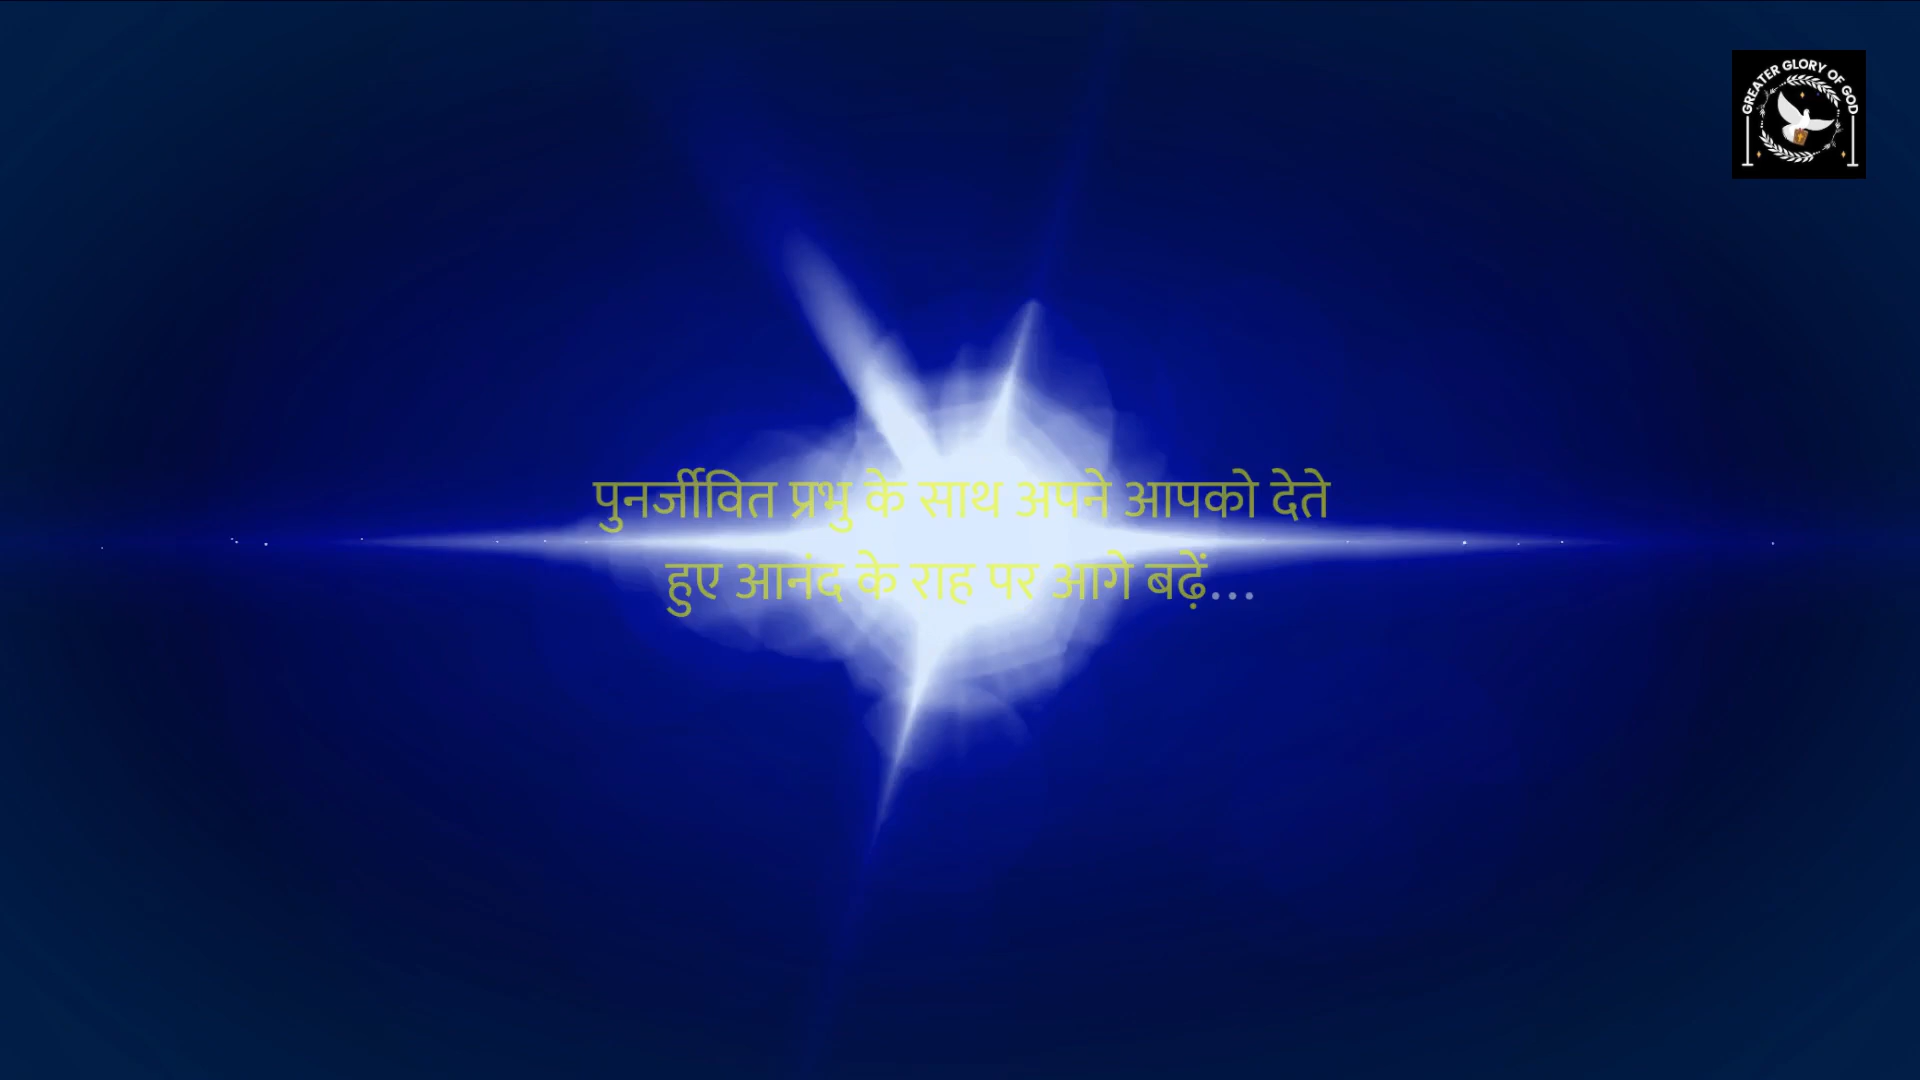 GREATER GLORY OF GOD
पुनर्जीवित प्रभु के साथ अपने आपको देते
हुए आनंद के राह पर आगे बढ़ें...